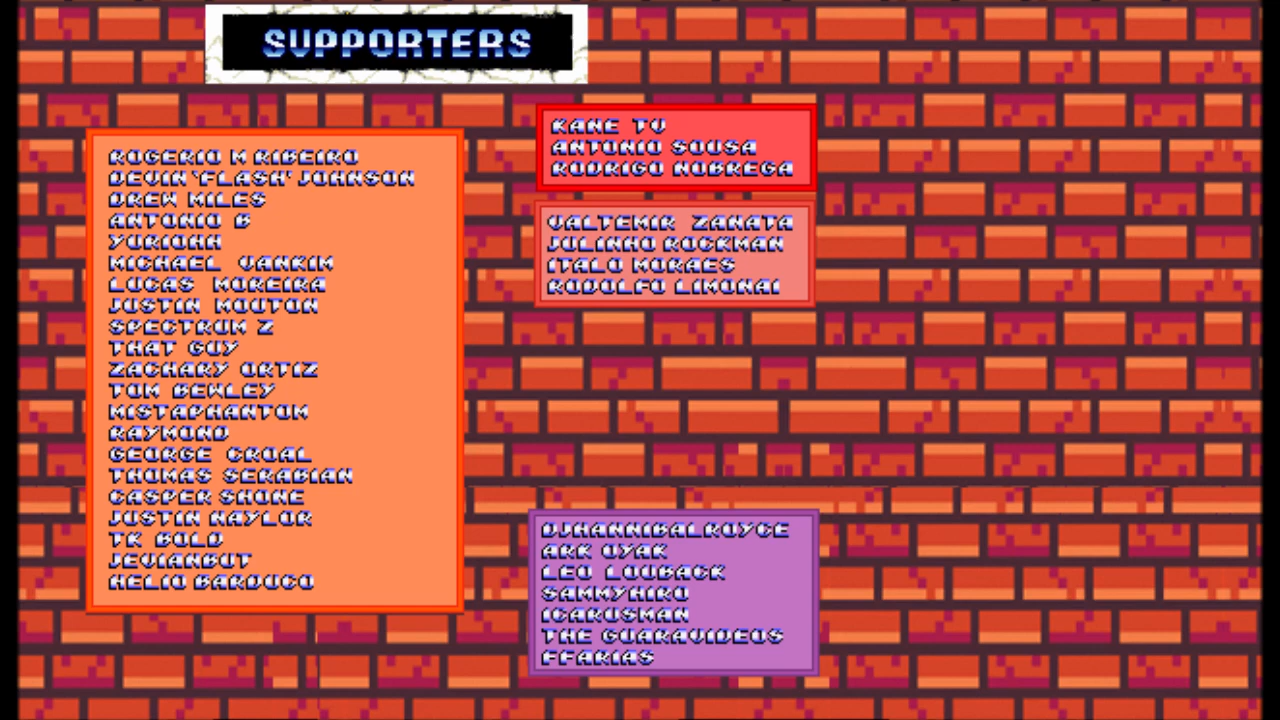 SUPPORTERS
ROGERIO M RIBEIRO
DEVIN 'FLASH' JOHNSON
DREW MILES
ANTONIO B
YURIOHH
MICHAEL VANKIM
LUCAS MOREIRA
JUSTIN MOUTON
SPECTRUM Z
THAT GUY
ZACHARY ORTIZ
TOM BEWLEY
MISTAPHANTOM
RAYMOND
GEORGE CROAL
THOMAS SERABIAN
CASPER SHONE
JUSTIN NAYLOR
TK BOLD
JEVIANBUT
HELIO BARDUCO
KANE TV
ANTONIO SOUSA
RODRIGO NOBREGA
VALTEMIR ZANATA
JULINHO ROCKMAN
ITALO MORAES
RODOLFO LIMONAI
DJHANNIBALROYCE
ARK OYAK
LEO LOUBACK
SAMMYHIRO
ICARUSMAN
THE GUARAVIDEOS
FFARIAS